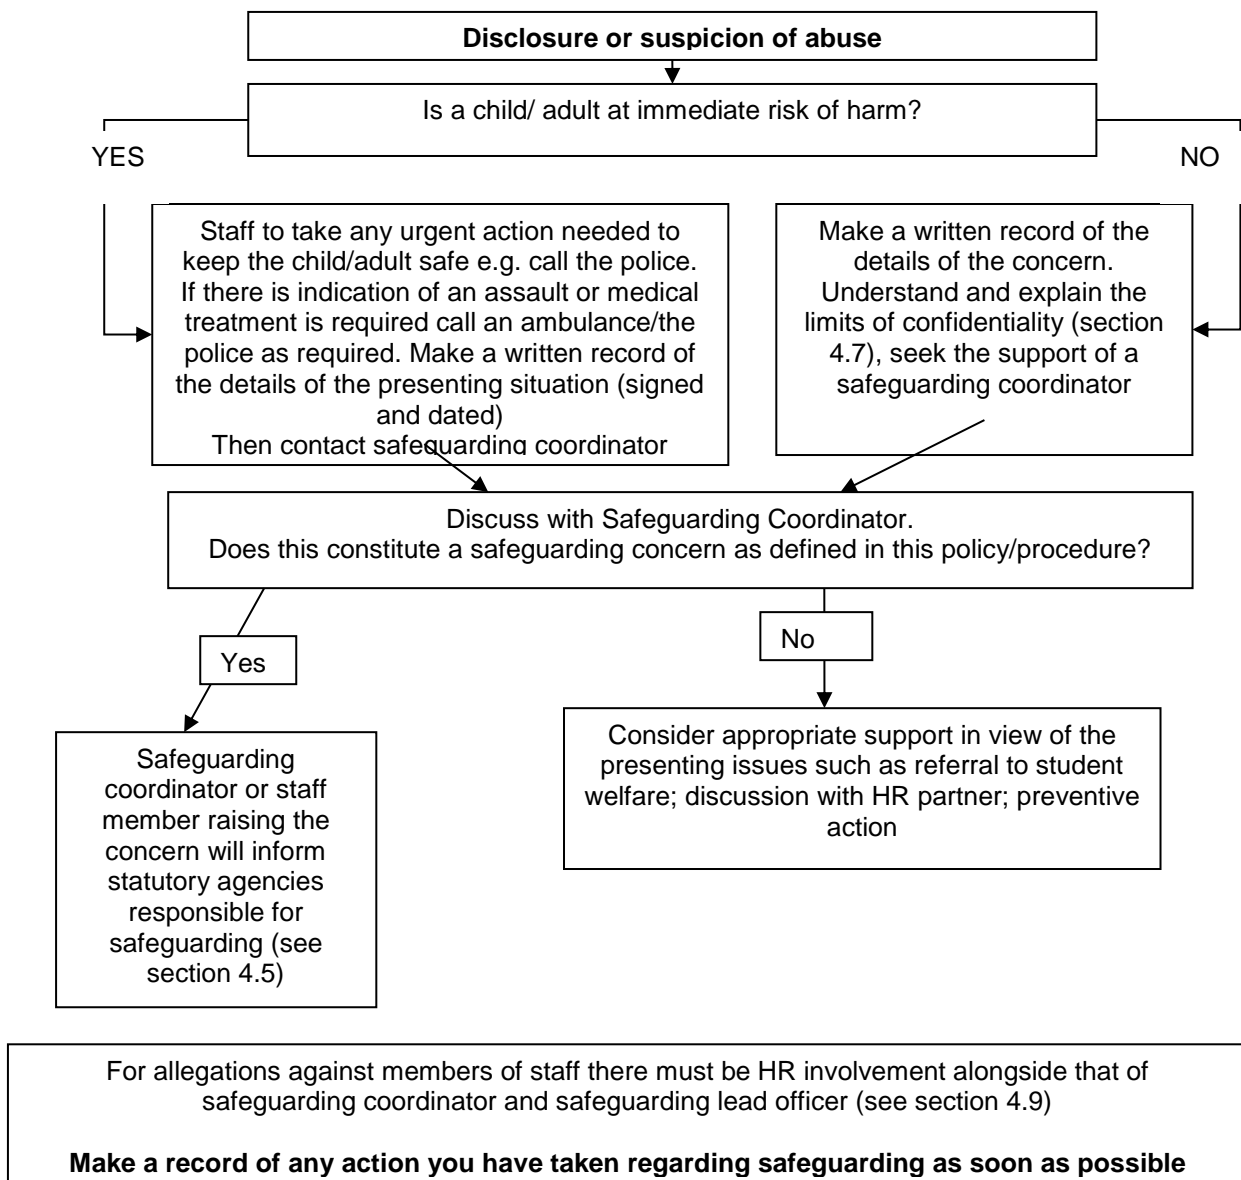 Disclosure or suspicion of abuse
Is a child/ adult at immediate risk of harm?
YES
NO
Staff to take any urgent action needed to
keep the child/adult safe e.g. call the police.
If there is indication of an assault or medical
treatment is required call an ambulance/the
police as required. Make a written record of
the details of the presenting situation (signed
and dated)
Then contact safeguarding coordinator
Make a written record of the
details of the concern.
Understand and explain the
limits of confidentiality (section
4.7), seek the support of a
safeguarding coordinator
Discuss with Safeguarding Coordinator.
Does this constitute a safeguarding concern as defined in this policy/procedure?
Yes
No
Safeguarding
coordinator or staff
member raising the
concern will inform
statutory agencies
responsible for
safeguarding (see
section 4.5)
Consider appropriate support in view of the
presenting issues such as referral to student
welfare; discussion with HR partner; preventive
action
For allegations against members of staff there must be HR involvement alongside that of
safeguarding coordinator and safeguarding lead officer (see section 4.9)
Make a record of any action you have taken regarding safeguarding as soon as possible